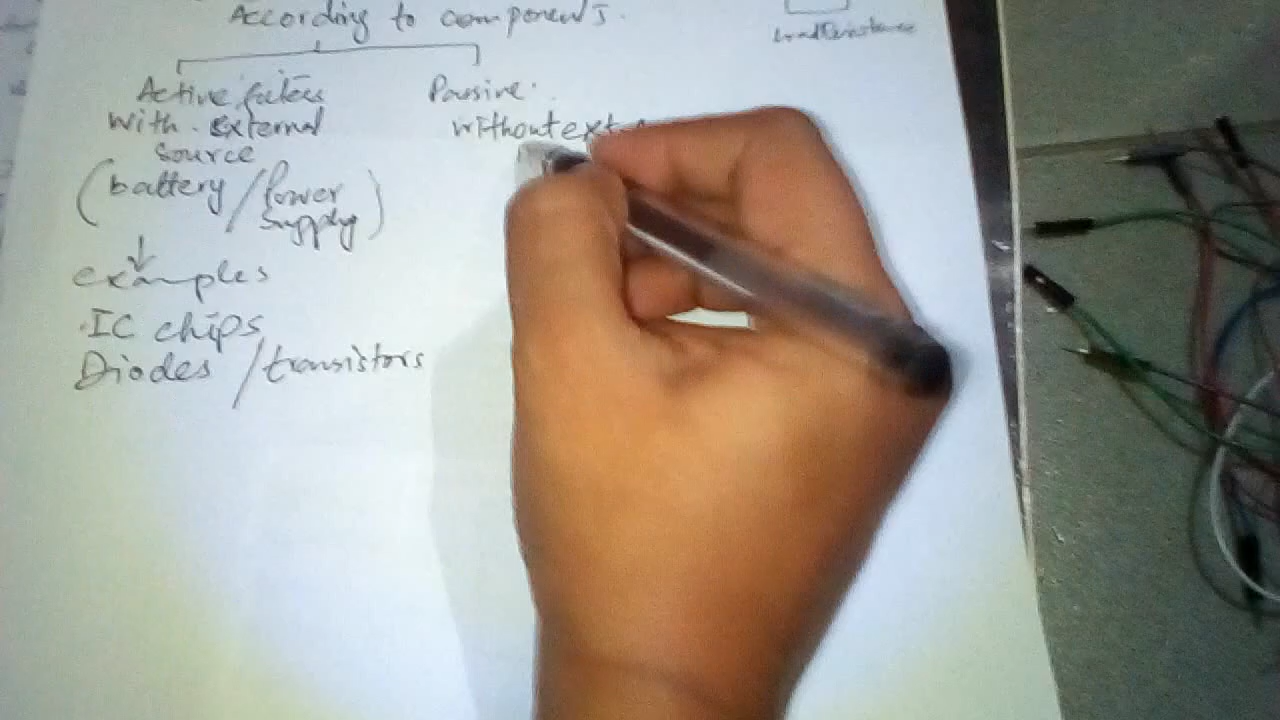 According to components.
Active filters
Passive.
with external
without ext
source
(battery/power
supply)
examples
IC chips
Diodes/transistors